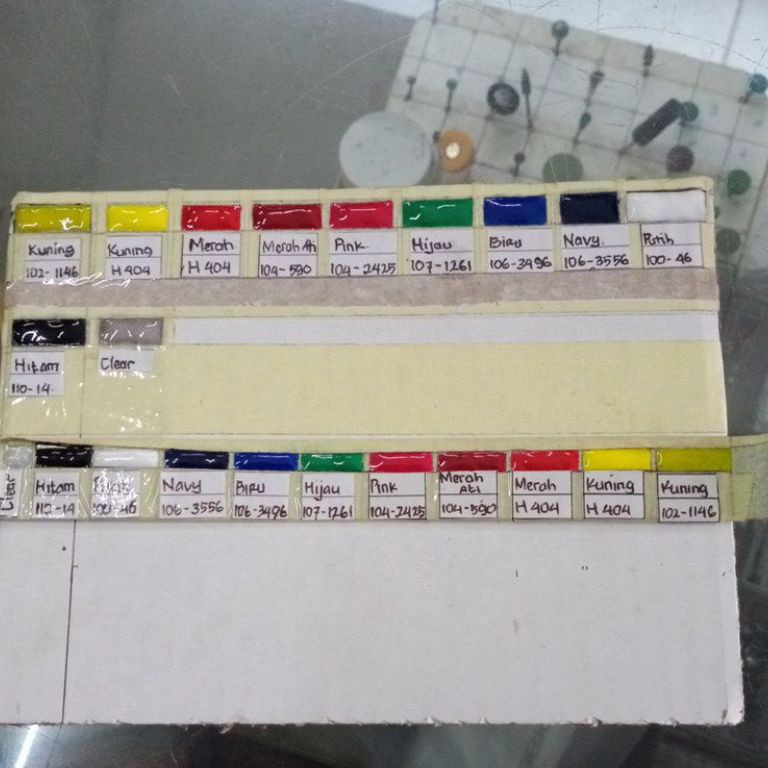 Kuning Kuning Merah Merah Ati Pink. Hijau Biru Navy. Putih
102-1146 H 404 H 404 104-590 104-2425 107-1261 106-3496 106-3556 100-46
Hitam Clear
110-14
Clear Hitam Putih Navy Biru Hijau Pink Merah Ati Merah Kuning Kuning
110-14 100-46 106-3556 106-3496 107-1261 104-2425 104-590 H 404 H 404 102-1146